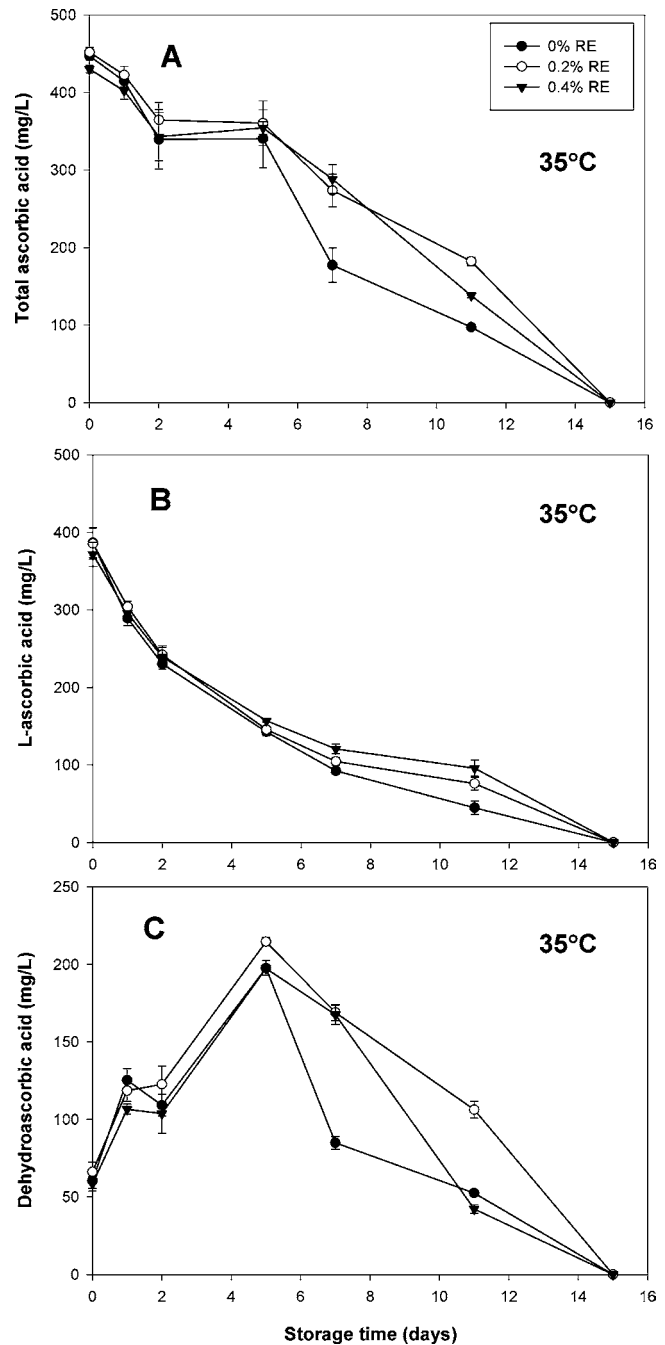 500
400
300
200
100
0
Total ascorbic acid (mg/L)
A
0% RE
0.2% RE
0.4% RE
35°C
0 2 4 6 8 10 12 14 16
500
400
300
200
100
0
L-ascorbic acid (mg/L)
B
35°C
0 2 4 6 8 10 12 14 16
250
200
150
100
50
0
Dehydroascorbic acid (mg/L)
C
35°C
0 2 4 6 8 10 12 14 16
Storage time (days)